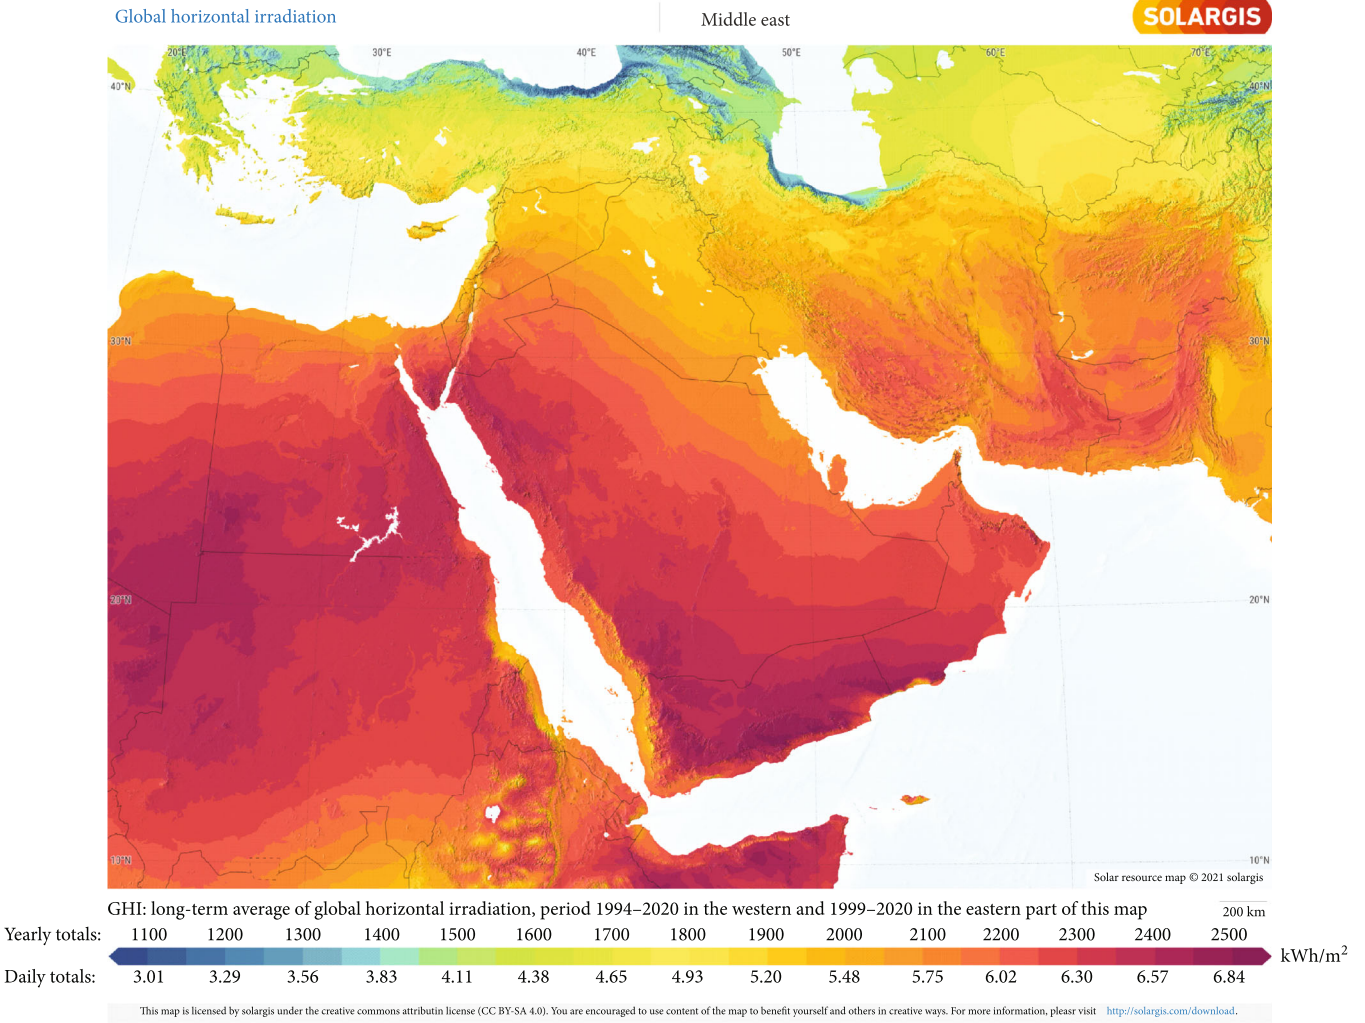 Global horizontal irradiation
Middle east
SOLARGIS
20°E 30°E 40°E 50°E 60°E 70°E
40°N 40°N
30°N 30°N
20°N 20°N
10°N 10°N
Solar resource map © 2021 solargis
GHI: long-term average of global horizontal irradiation, period 1994–2020 in the western and 1999–2020 in the eastern part of this map
200 km
Yearly totals: 1100 1200 1300 1400 1500 1600 1700 1800 1900 2000 2100 2200 2300 2400 2500
kWh/m²
Daily totals: 3.01 3.29 3.56 3.83 4.11 4.38 4.65 4.93 5.20 5.48 5.75 6.02 6.30 6.57 6.84
This map is licensed by solargis under the creative commons attributin license (CC BY-SA 4.0). You are encouraged to use content of the map to benefit yourself and others in creative ways. For more information, pleasr visit http://solargis.com/download.